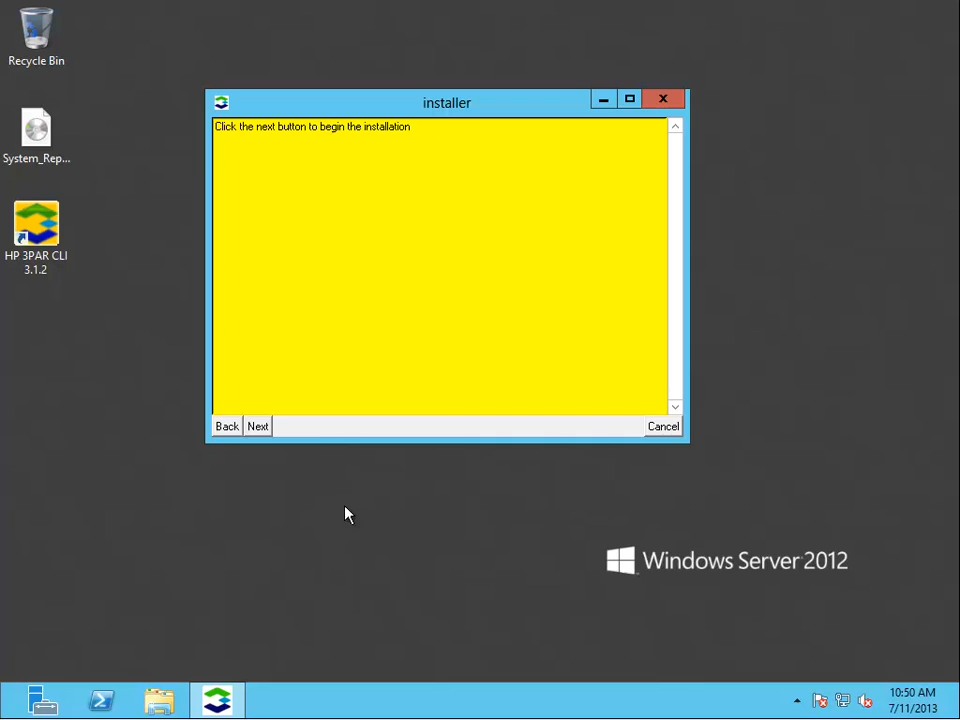 Recycle Bin
System_Rep...
HP 3PAR CLI
3.1.2
installer
Click the next button to begin the installation
Back
Next
Cancel
Windows Server 2012
10:50 AM
7/11/2013